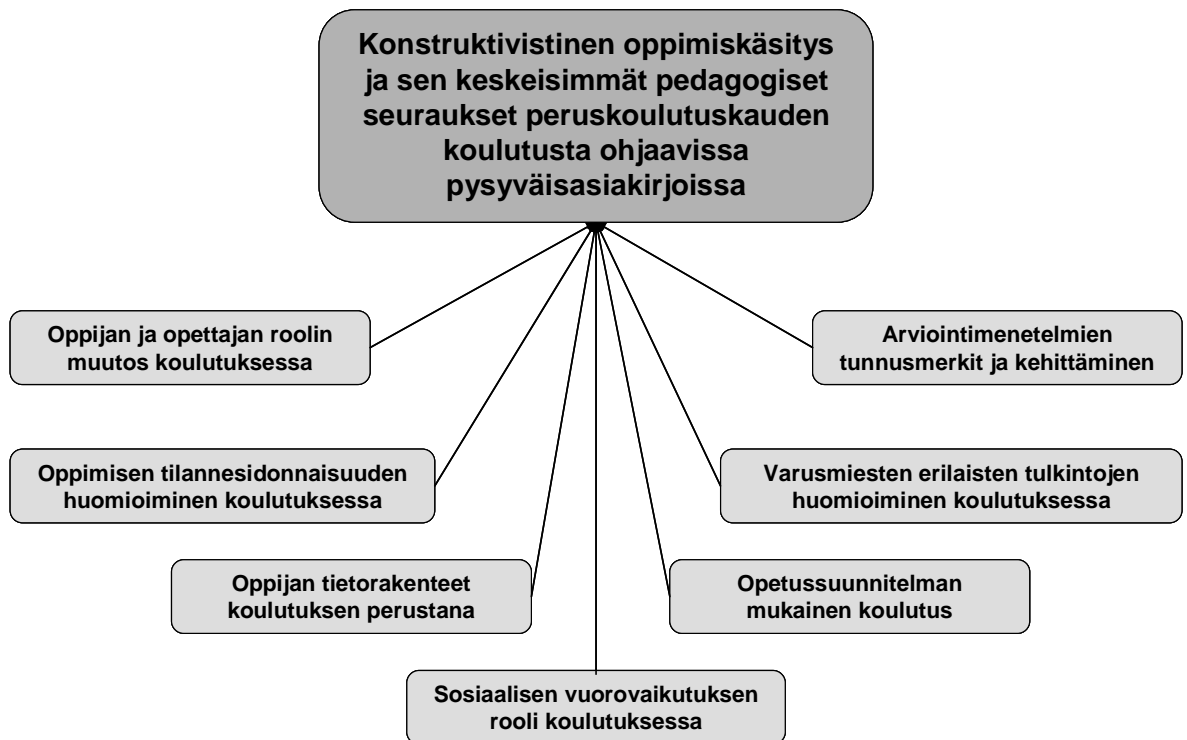 Konstruktivistinen oppimiskäsitys
ja sen keskeisimmät pedagogiset
seuraukset peruskoulutuskauden
koulutusta ohjaavissa
pysyväisasiakirjoissa
Oppijan ja opettajan roolin
muutos koulutuksessa
Arviointimenetelmien
tunnusmerkit ja kehittäminen
Oppimisen tilannesidonnaisuuden
huomioiminen koulutuksessa
Varusmiesten erilaisten tulkintojen
huomioiminen koulutuksessa
Oppijan tietorakenteet
koulutuksen perustana
Opetussuunnitelman
mukainen koulutus
Sosiaalisen vuorovaikutuksen
rooli koulutuksessa